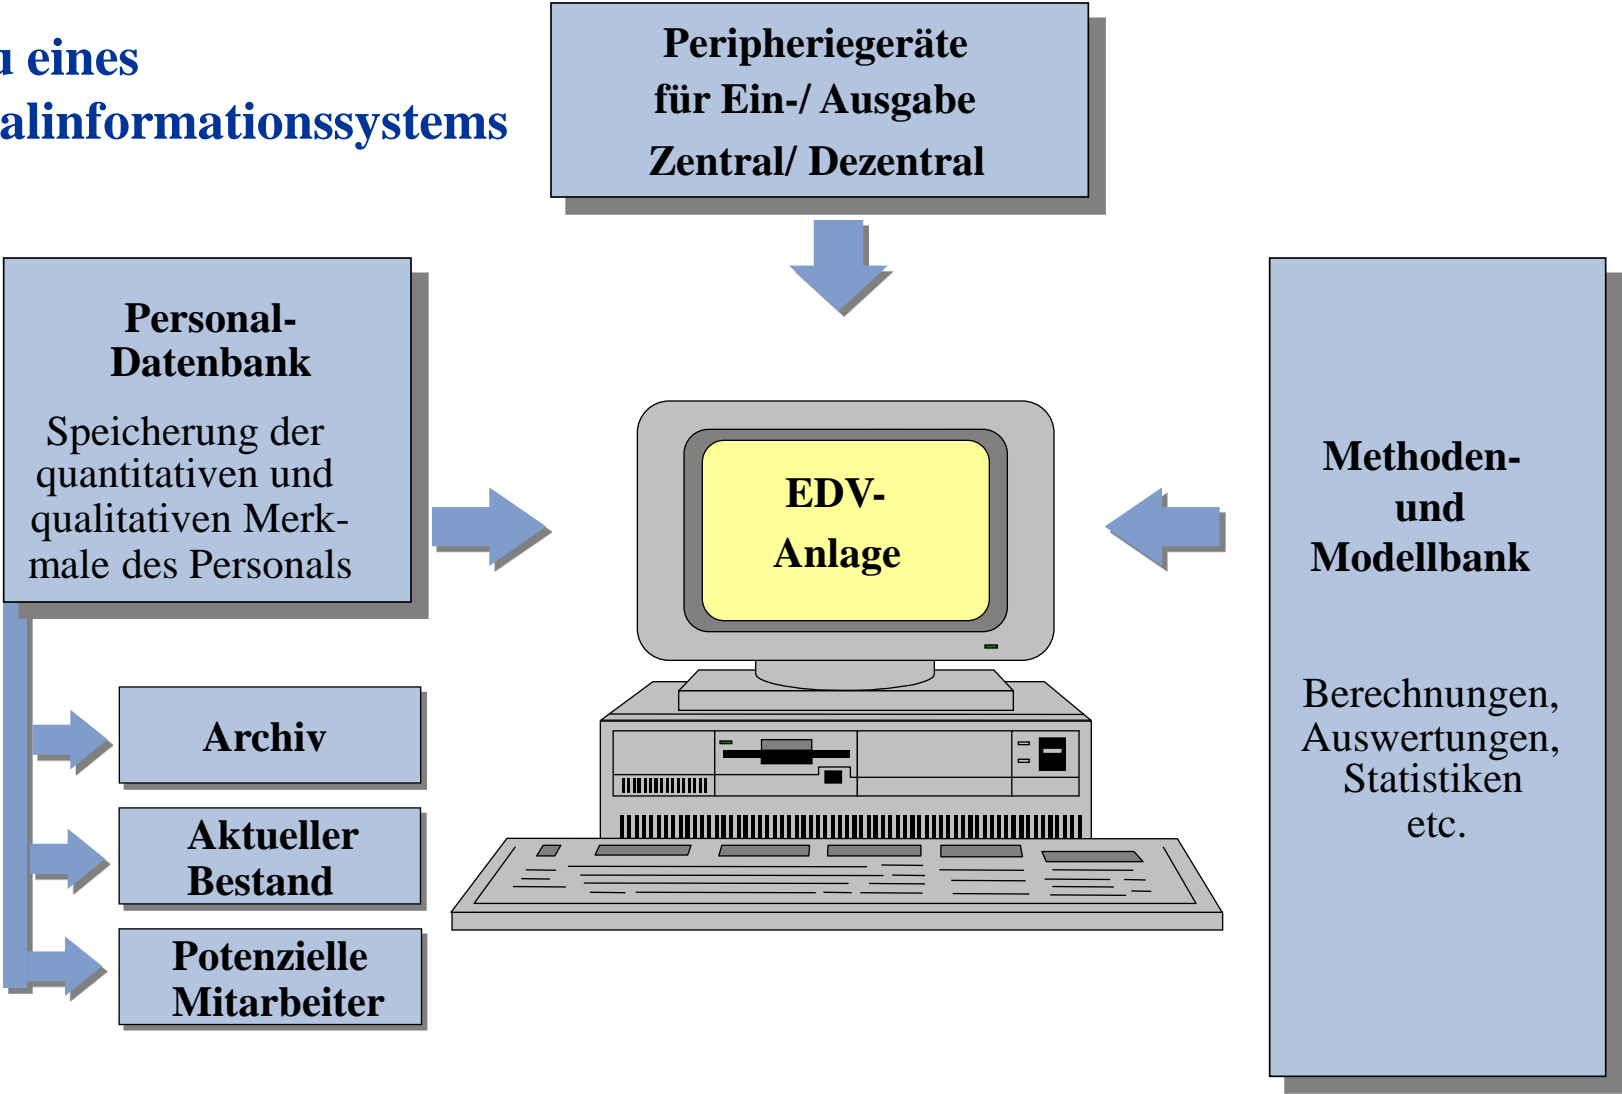 u eines
alinformationssystems
Peripheriegeräte
für Ein-/ Ausgabe
Zentral/ Dezentral
Personal-
Datenbank
Speicherung der
quantitativen und
qualitativen Merk-
male des Personals
EDV-
Anlage
Methoden-
und
Modellbank
Berechnungen,
Auswertungen,
Statistiken
etc.
Archiv
Aktueller
Bestand
Potenzielle
Mitarbeiter